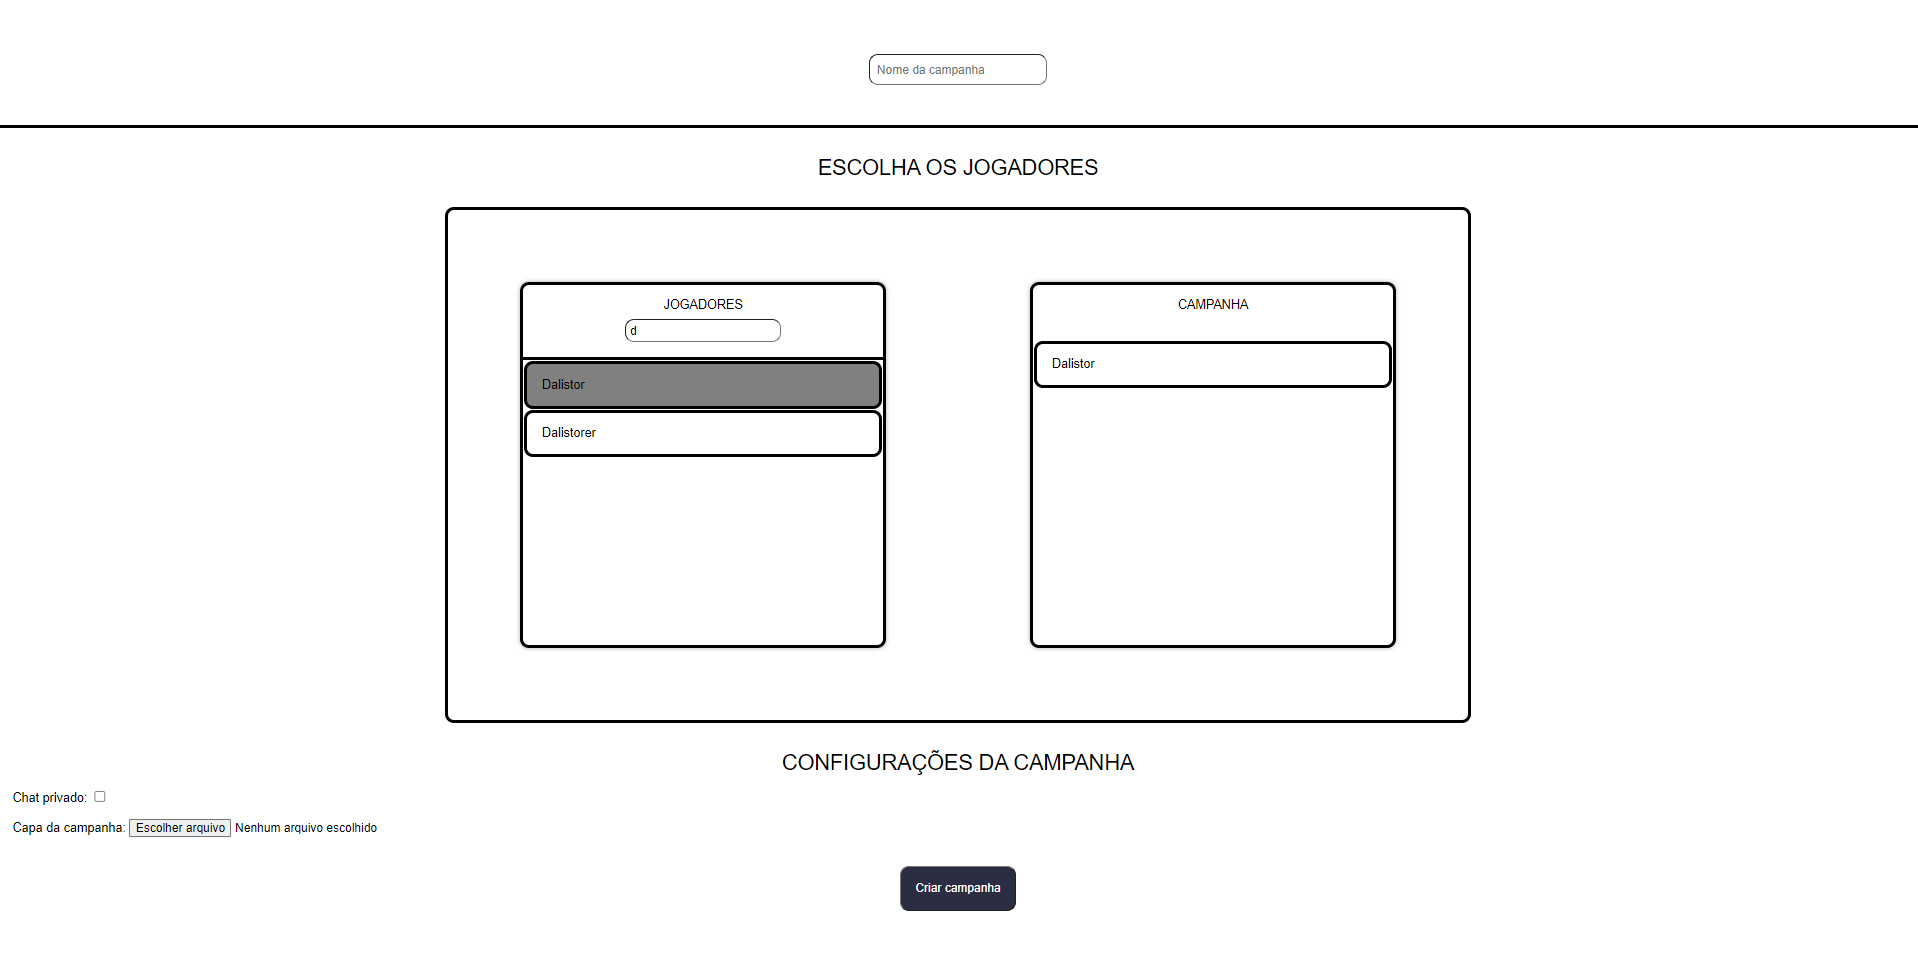 Nome da campanha
ESCOLHA OS JOGADORES
JOGADORES
d
Dalistor
Dalistorer
CAMPANHA
Dalistor
CONFIGURAÇÕES DA CAMPANHA
Chat privado:
Capa da campanha: Escolher arquivo Nenhum arquivo escolhido
Criar campanha